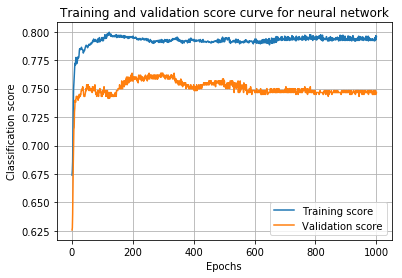 Training and validation score curve for neural network
0.800
0.775
0.750
0.725
0.700
0.675
0.650
0.625
Classification score
Training score
Validation score
0 200 400 600 800 1000
Epochs